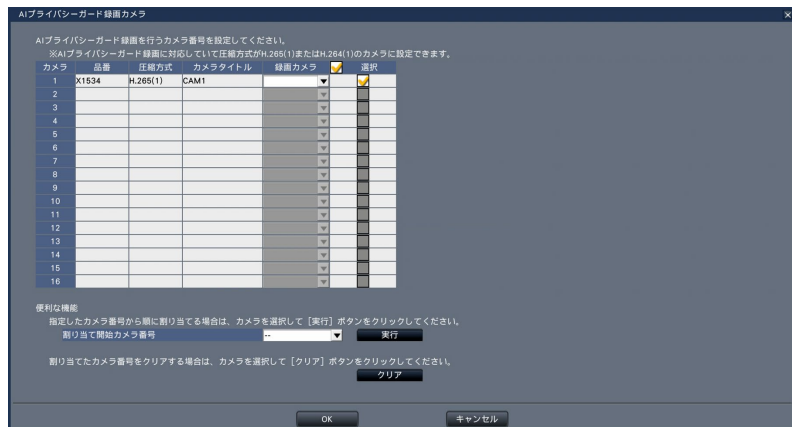 AIプライバシーガード録画カメラ
AIプライバシーガード録画を行うカメラ番号を設定してください。
※AIプライバシーガード録画に対応していて圧縮方式がH.265(1)またはH.264(1)のカメラに設定できます。
カメラ 品番 圧縮方式 カメラタイトル 録画カメラ 選択
1 X1534 H.265(1) CAM1
2
3
4
5
6
7
8
9
10
11
12
13
14
15
16
便利な機能
指定したカメラ番号から順に割り当てる場合は、カメラを選択して[実行]ボタンをクリックしてください。
割り当て開始カメラ番号 -- 実行
割り当てたカメラ番号をクリアする場合は、カメラを選択して[クリア]ボタンをクリックしてください。
クリア
OK キャンセル